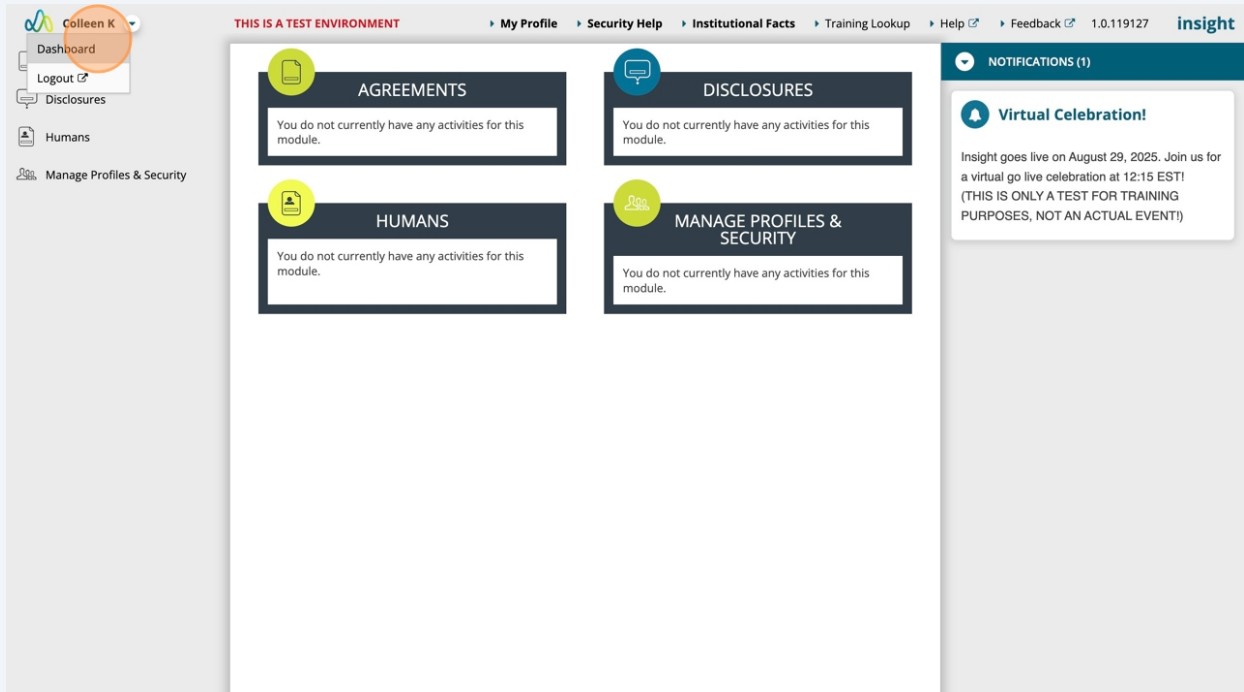 Colleen K
THIS IS A TEST ENVIRONMENT
My Profile
Security Help
Institutional Facts
Training Lookup
Help
Feedback
1.0.119127
insight
Dashboard
Logout
Disclosures
Humans
Manage Profiles & Security
AGREEMENTS
You do not currently have any activities for this
module.
DISCLOSURES
You do not currently have any activities for this
module.
HUMANS
You do not currently have any activities for this
module.
MANAGE PROFILES &
SECURITY
You do not currently have any activities for this
module.
NOTIFICATIONS (1)
Virtual Celebration!
Insight goes live on August 29, 2025. Join us for
a virtual go live celebration at 12:15 EST!
(THIS IS ONLY A TEST FOR TRAINING
PURPOSES, NOT AN ACTUAL EVENT!)